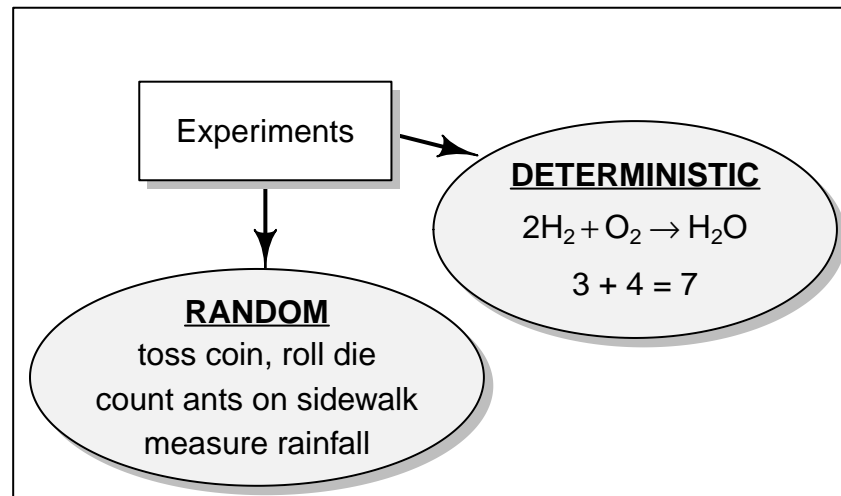 Experiments
DETERMINISTIC
2H₂ + O₂ → H₂O
3 + 4 = 7
RANDOM
toss coin, roll die
count ants on sidewalk
measure rainfall